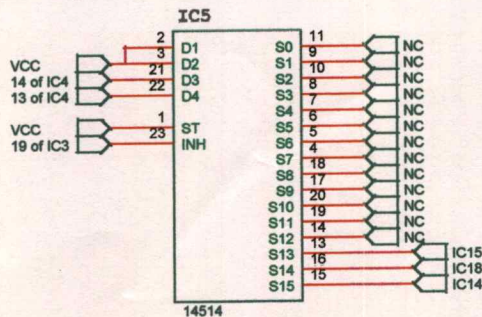 IC5
2 D1
3 D2
21 D3
22 D4
1 ST
23 INH
VCC
14 of IC4
13 of IC4
VCC
19 of IC3
S0 11 NC
S1 9 NC
S2 10 NC
S3 8 NC
S4 7 NC
S5 6 NC
S6 5 NC
S7 4 NC
S8 18 NC
S9 17 NC
S10 20 NC
S11 19 NC
S12 14 NC
S13 13 IC15
S14 16 IC18
S15 15 IC14
14514